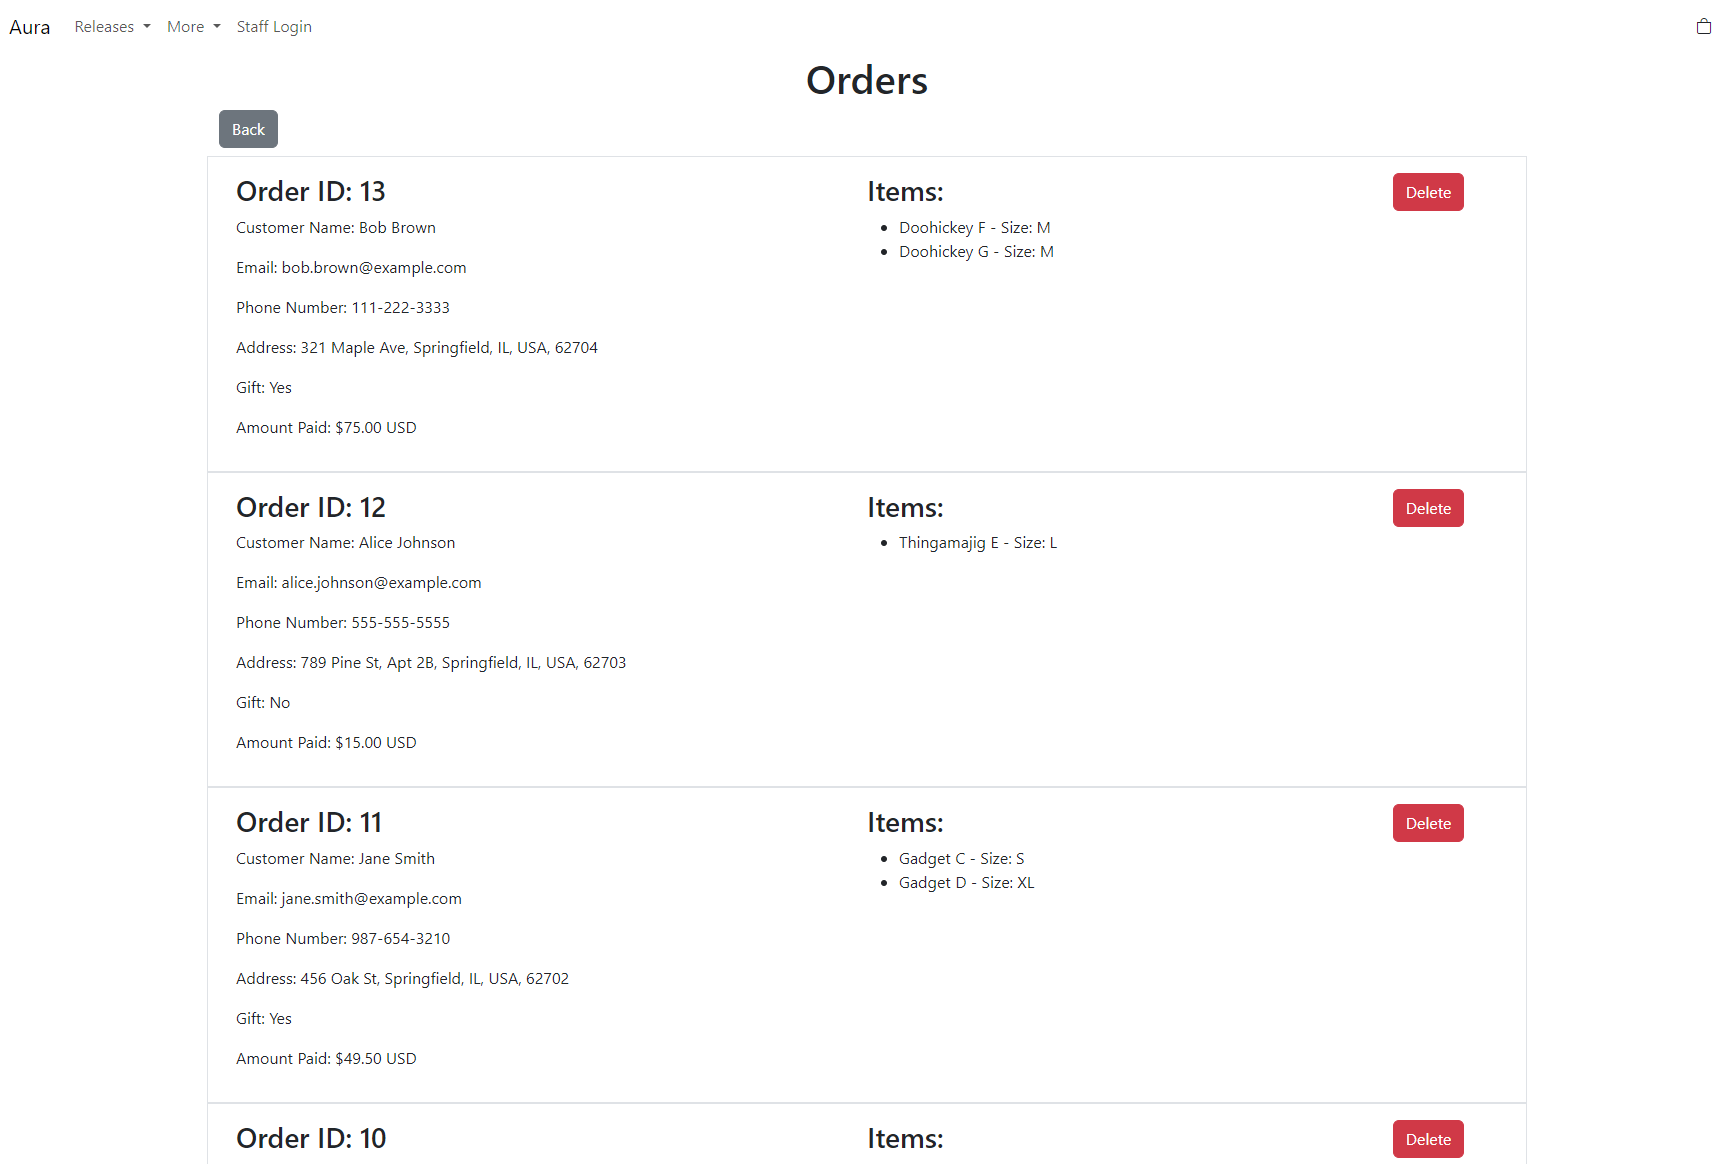 Aura Releases More Staff Login
Orders
Back
Order ID: 13
Customer Name: Bob Brown
Email: bob.brown@example.com
Phone Number: 111-222-3333
Address: 321 Maple Ave, Springfield, IL, USA, 62704
Gift: Yes
Amount Paid: $75.00 USD
Items:
Doohickey F - Size: M
Doohickey G - Size: M
Delete
Order ID: 12
Customer Name: Alice Johnson
Email: alice.johnson@example.com
Phone Number: 555-555-5555
Address: 789 Pine St, Apt 2B, Springfield, IL, USA, 62703
Gift: No
Amount Paid: $15.00 USD
Items:
Thingamajig E - Size: L
Delete
Order ID: 11
Customer Name: Jane Smith
Email: jane.smith@example.com
Phone Number: 987-654-3210
Address: 456 Oak St, Springfield, IL, USA, 62702
Gift: Yes
Amount Paid: $49.50 USD
Items:
Gadget C - Size: S
Gadget D - Size: XL
Delete
Order ID: 10
Items:
Delete